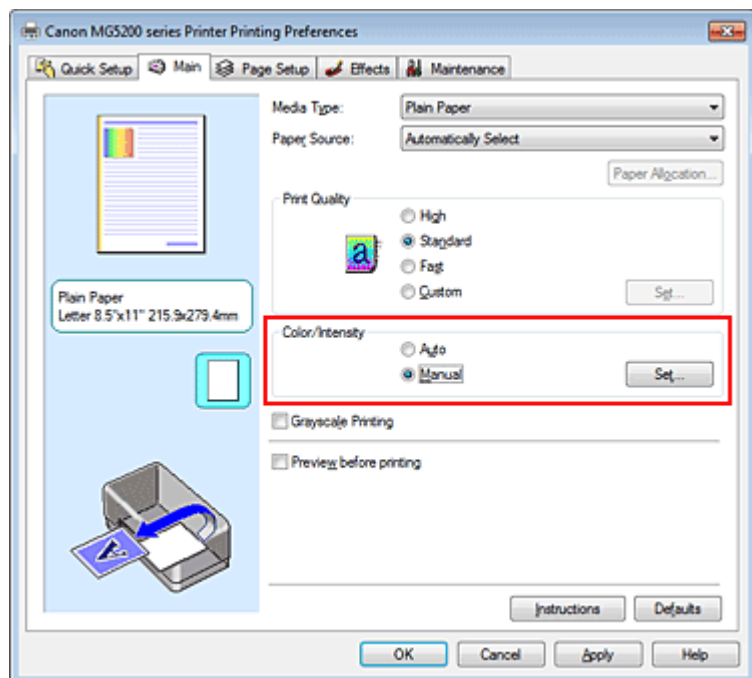 Canon MG5200 series Printer Printing Preferences
Quick Setup Main Page Setup Effects Maintenance
Media Type: Plain Paper
Paper Source: Automatically Select
Paper Allocation...
Print Quality
High
a
Standard
Fast
Custom Set...
Plain Paper
Letter 8.5"x11" 215.9x279.4mm
Color/Intensity
Auto
Manual Set...
Grayscale Printing
Preview before printing
A
Instructions Defaults
OK Cancel Apply Help